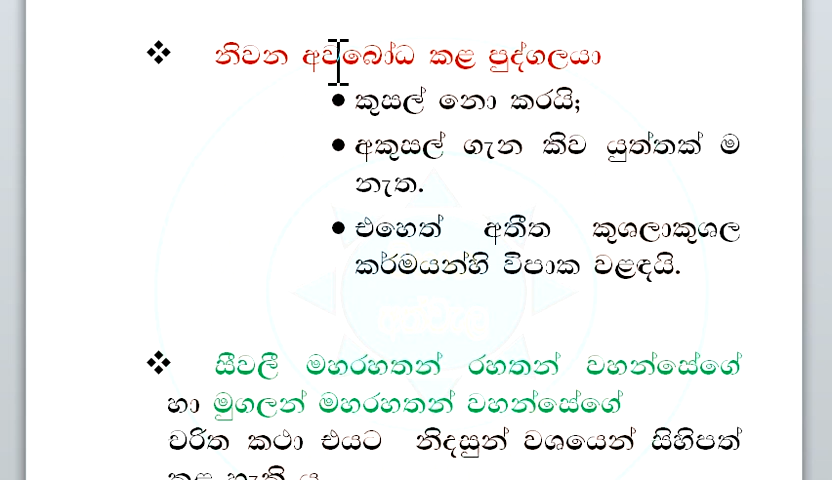 ❖ නිවන අවබෝධ කළ පුද්ගලයා
● කුසල් නො කරයි;
● අකුසල් ගැන කිව යුත්තක් ම
නැත.
● එහෙත් අතීත කුශලාකුශල
කර්මයන්හි විපාක වළඳයි.
❖ සීවලී මහරහතන් රහතන් වහන්සේගේ
හා මුගලන් මහරහතන් වහන්සේගේ
චරිත කථා එයට නිදසුන් වශයෙන් සිහිපත්
කළ හැකි ය